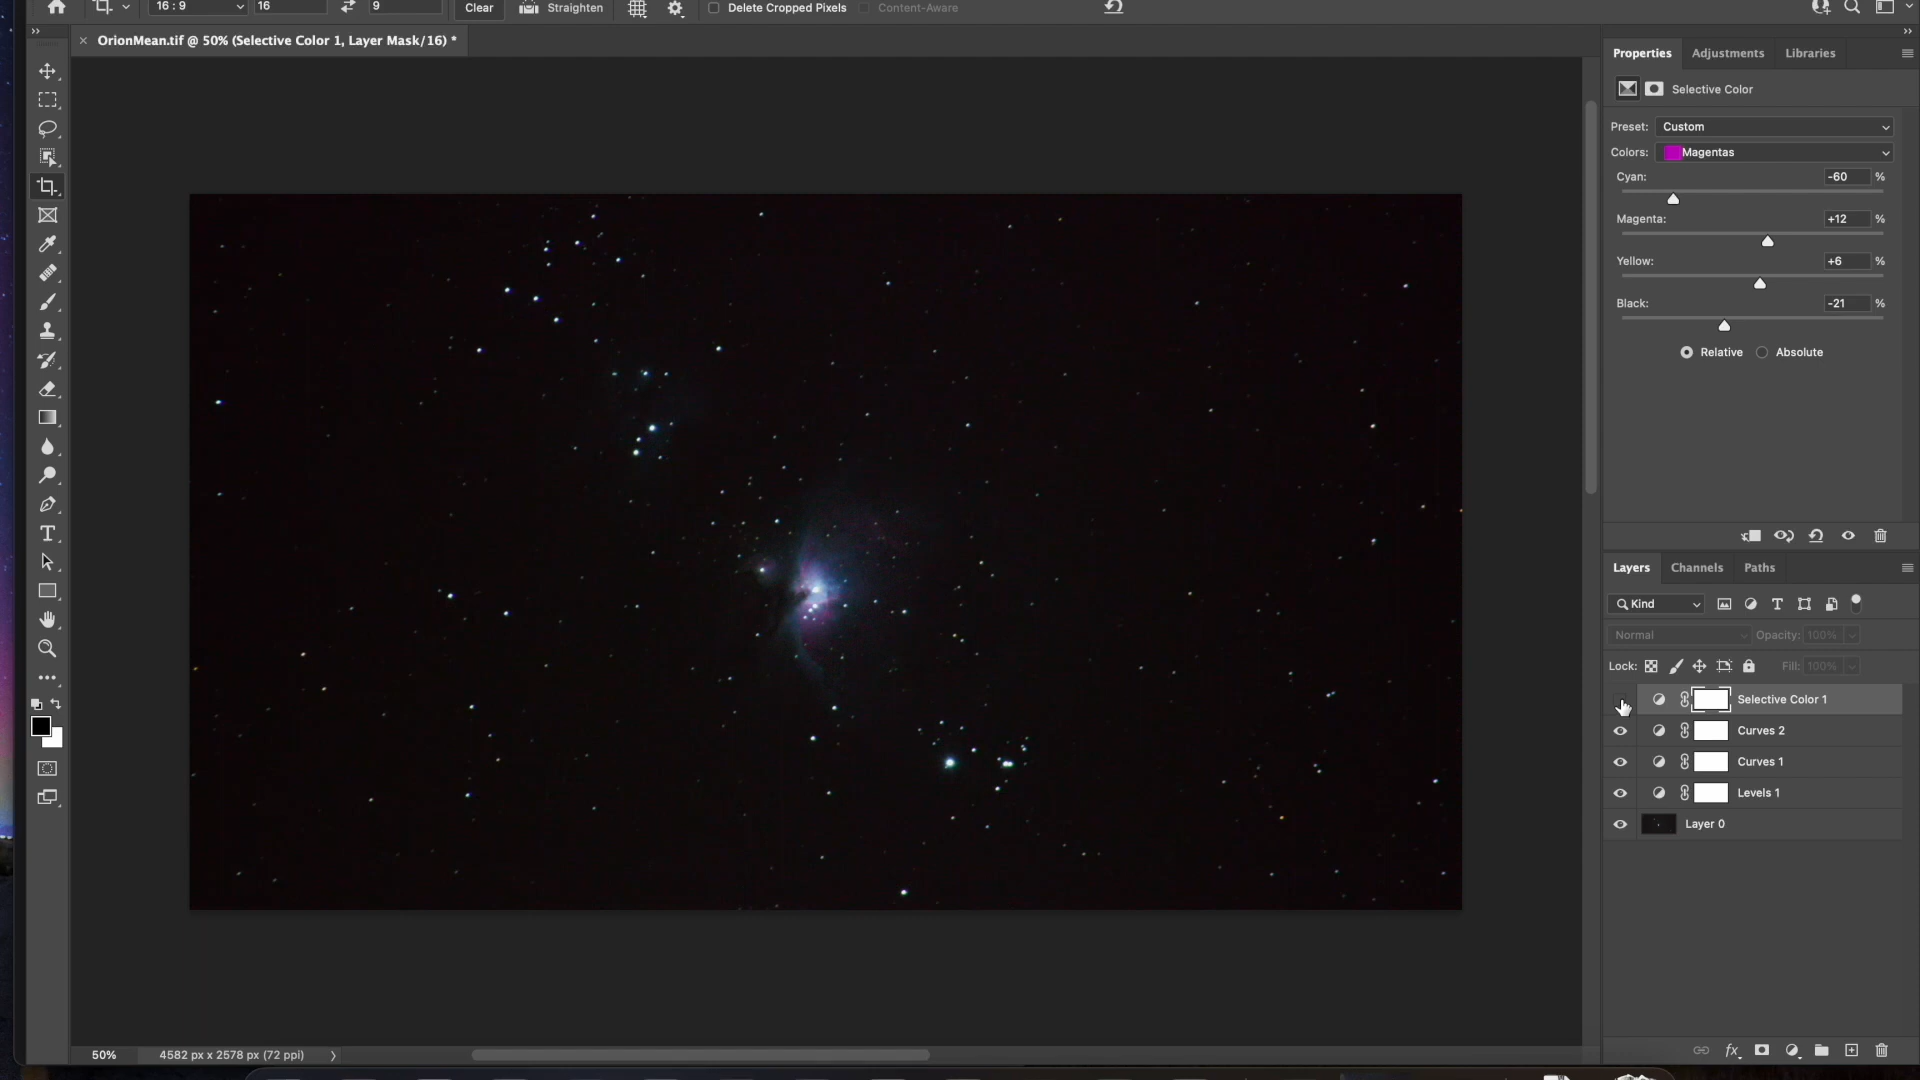 16 : 9 16 9 Clear Straighten Delete Cropped Pixels Content-Aware
OrionMean.tif @ 50% (Selective Color 1, Layer Mask/16) *
Properties Adjustments Libraries
Selective Color
Preset: Custom
Colors: Magentas
Cyan: -60 %
Magenta: +12 %
Yellow: +6 %
Black: -21 %
Relative Absolute
Layers Channels Paths
Kind
Normal Opacity: 100%
Lock: Fill: 100%
Selective Color 1
Curves 2
Curves 1
Levels 1
Layer 0
fx
50% 4582 px x 2578 px (72 ppi)